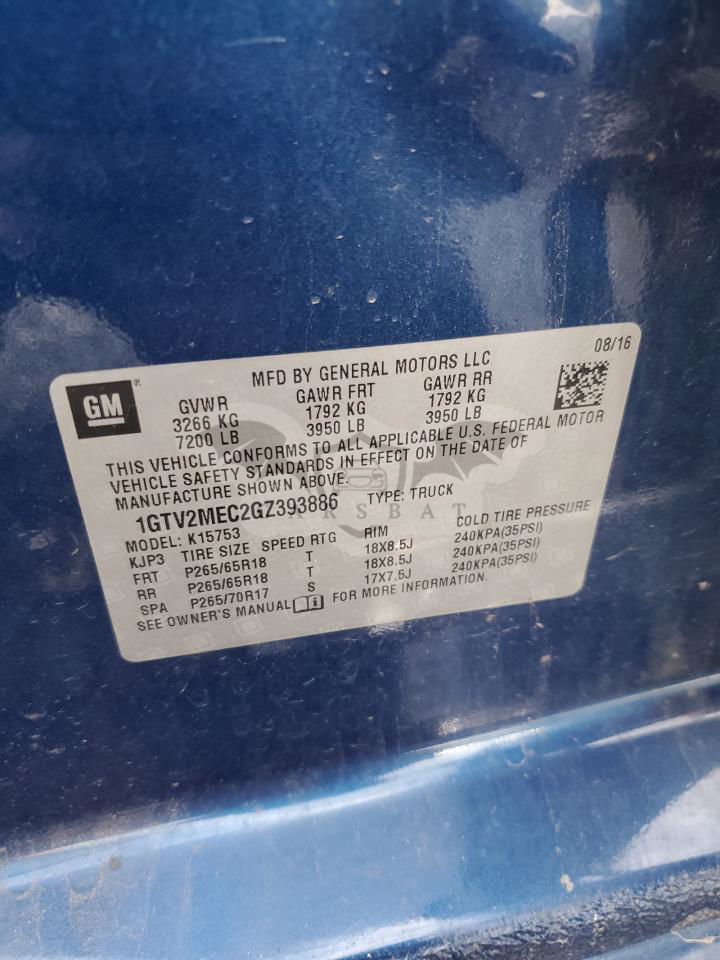 08/16
GM ®
MFD BY GENERAL MOTORS LLC
GVWR GAWR FRT GAWR RR
3266 KG 1792 KG 1792 KG
7200 LB 3950 LB 3950 LB
THIS VEHICLE CONFORMS TO ALL APPLICABLE U.S. FEDERAL MOTOR
VEHICLE SAFETY STANDARDS IN EFFECT ON THE DATE OF
MANUFACTURE SHOWN ABOVE.
1GTV2MEC2GZ393886 TYPE: TRUCK
MODEL: K15753
KJP3 TIRE SIZE SPEED RTG RIM COLD TIRE PRESSURE
FRT P265/65R18 T 18X8.5J 240KPA(35PSI)
RR P265/65R18 T 18X8.5J 240KPA(35PSI)
SPA P265/70R17 S 17X7.5J 240KPA(35PSI)
SEE OWNER'S MANUAL FOR MORE INFORMATION.
ARSBAT